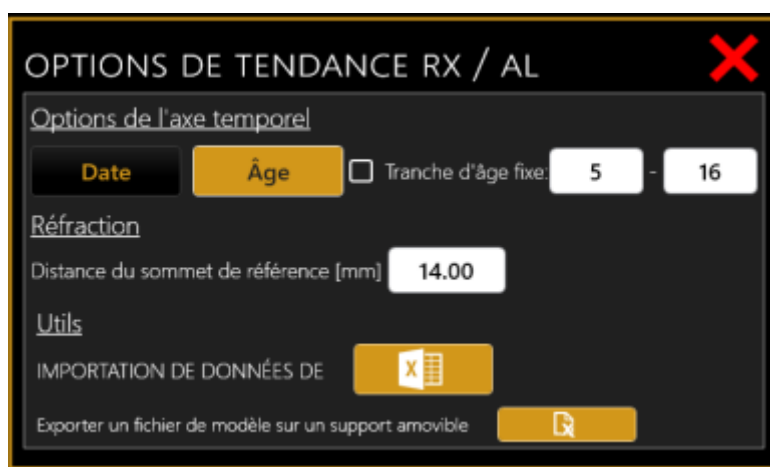 OPTIONS DE TENDANCE RX / AL
Options de l'axe temporel
Date Âge Tranche d'âge fixe: 5 - 16
Réfraction
Distance du sommet de référence [mm] 14.00
Utils
IMPORTATION DE DONNÉES DE X
Exporter un fichier de modèle sur un support amovible